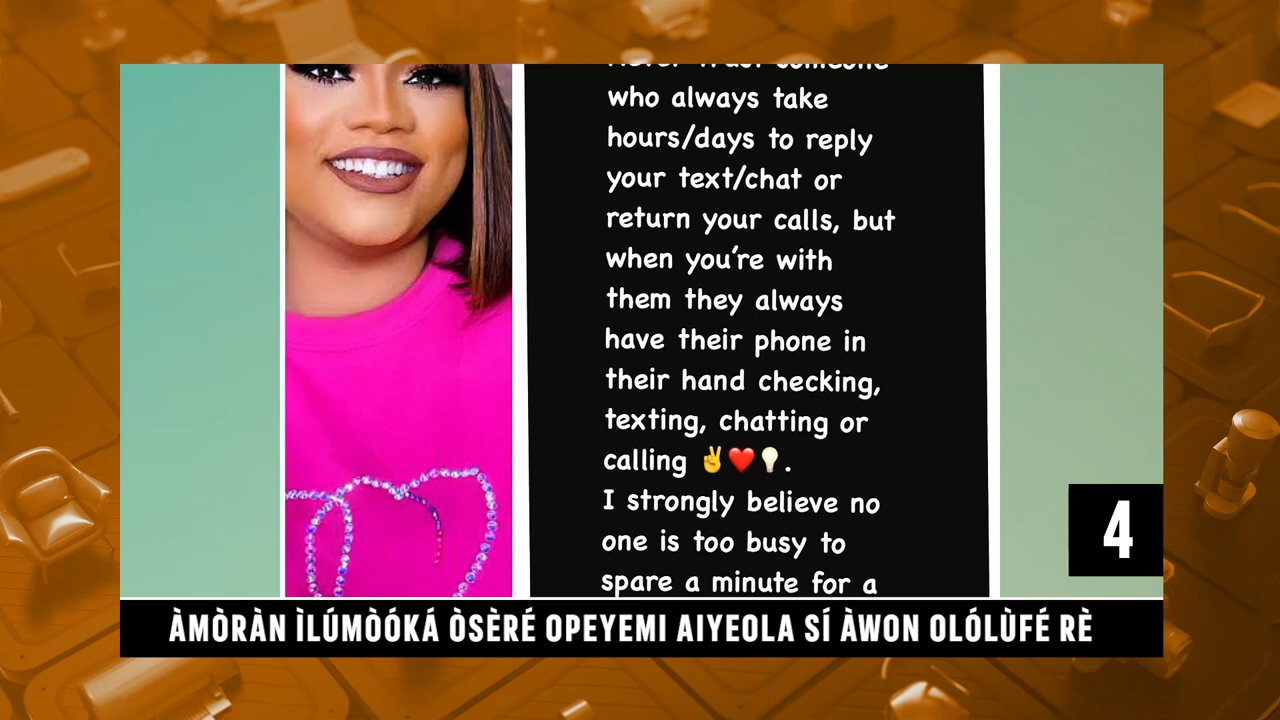 who always take
hours/days to reply
your text/chat or
return your calls, but
when you're with
them they always
have their phone in
their hand checking,
texting, chatting or
calling ✌️❤️💡.
I strongly believe no
one is too busy to
spare a minute for a
4
ÀMÒRÀN ÌLÚMÒÓKÁ ÒSÈRÉ OPEYEMI AIYEOLA SÍ ÀWON OLÓLÙFÉ RÈ